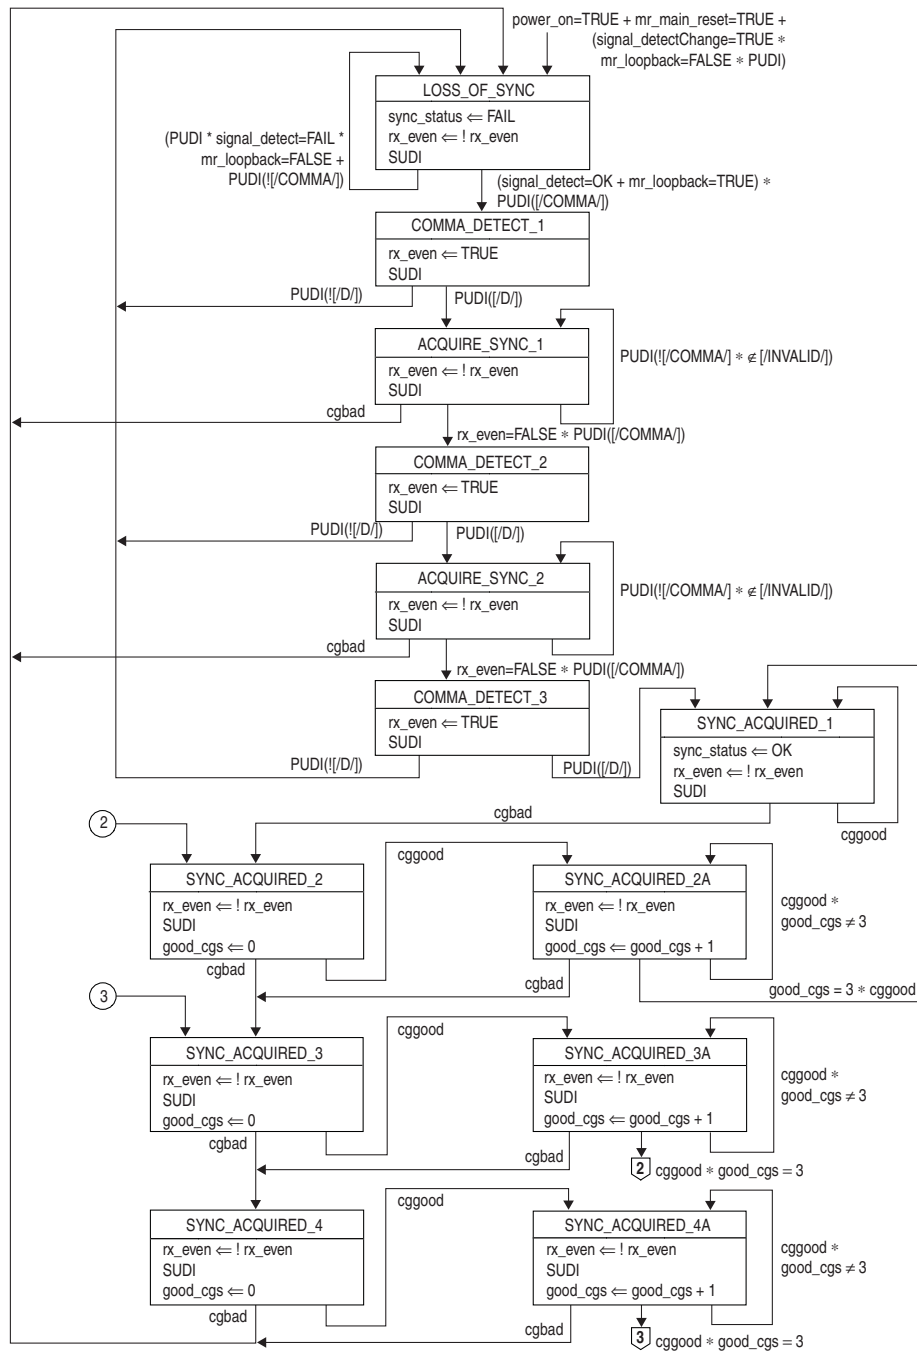 power_on=TRUE + mr_main_reset=TRUE +
(signal_detectChange=TRUE ∗
mr_loopback=FALSE ∗ PUDI)
LOSS_OF_SYNC
sync_status ⇐ FAIL
rx_even ⇐ ! rx_even
SUDI
(PUDI * signal_detect=FAIL *
mr_loopback=FALSE +
PUDI(![/COMMA/])
(signal_detect=OK + mr_loopback=TRUE) ∗
PUDI([/COMMA/])
COMMA_DETECT_1
rx_even ⇐ TRUE
SUDI
PUDI(![/D/])
PUDI([/D/])
ACQUIRE_SYNC_1
rx_even ⇐ ! rx_even
SUDI
PUDI(![/COMMA/] ∗ ∉ [/INVALID/])
cgbad
rx_even=FALSE ∗ PUDI([/COMMA/])
COMMA_DETECT_2
rx_even ⇐ TRUE
SUDI
PUDI(![/D/])
PUDI([/D/])
ACQUIRE_SYNC_2
rx_even ⇐ ! rx_even
SUDI
PUDI(![/COMMA/] ∗ ∉ [/INVALID/])
cgbad
rx_even=FALSE ∗ PUDI([/COMMA/])
COMMA_DETECT_3
rx_even ⇐ TRUE
SUDI
PUDI(![/D/])
PUDI([/D/])
SYNC_ACQUIRED_1
sync_status ⇐ OK
rx_even ⇐ ! rx_even
SUDI
cgbad
cggood
2
SYNC_ACQUIRED_2
rx_even ⇐ ! rx_even
SUDI
good_cgs ⇐ 0
cggood
SYNC_ACQUIRED_2A
rx_even ⇐ ! rx_even
SUDI
good_cgs ⇐ good_cgs + 1
cggood ∗
good_cgs ≠ 3
cgbad
cgbad
good_cgs = 3 ∗ cggood
3
SYNC_ACQUIRED_3
rx_even ⇐ ! rx_even
SUDI
good_cgs ⇐ 0
cggood
SYNC_ACQUIRED_3A
rx_even ⇐ ! rx_even
SUDI
good_cgs ⇐ good_cgs + 1
cggood ∗
good_cgs ≠ 3
cgbad
cgbad
2 cggood ∗ good_cgs = 3
SYNC_ACQUIRED_4
rx_even ⇐ ! rx_even
SUDI
good_cgs ⇐ 0
cggood
SYNC_ACQUIRED_4A
rx_even ⇐ ! rx_even
SUDI
good_cgs ⇐ good_cgs + 1
cggood ∗
good_cgs ≠ 3
cgbad
cgbad
3 cggood ∗ good_cgs = 3